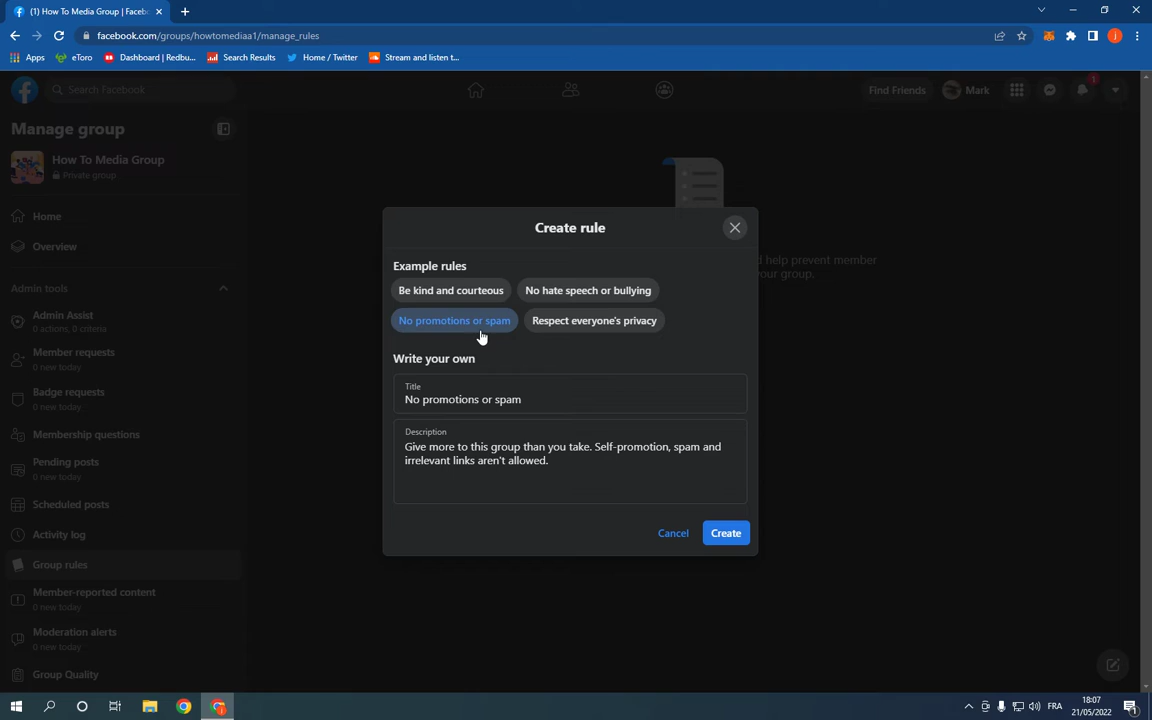 (1) How To Media Group | Faceb
facebook.com/groups/howtomediaa1/manage_rules
Apps
eToro
Dashboard | Redbu...
Search Results
Home / Twitter
Stream and listen t...
Search Facebook
Find Friends
Mark
1
Manage group
How To Media Group
Private group
Home
Overview
Admin tools
Admin Assist
0 actions, 0 criteria
Member requests
0 new today
Badge requests
0 new today
Membership questions
Pending posts
0 new today
Scheduled posts
Activity log
Group rules
Member-reported content
0 new today
Moderation alerts
0 new today
Group Quality
d help prevent member
your group.
Create rule
Example rules
Be kind and courteous
No hate speech or bullying
No promotions or spam
Respect everyone's privacy
Write your own
Title
No promotions or spam
Description
Give more to this group than you take. Self-promotion, spam and
irrelevant links aren't allowed.
Cancel
Create
FRA
18:07
21/05/2022